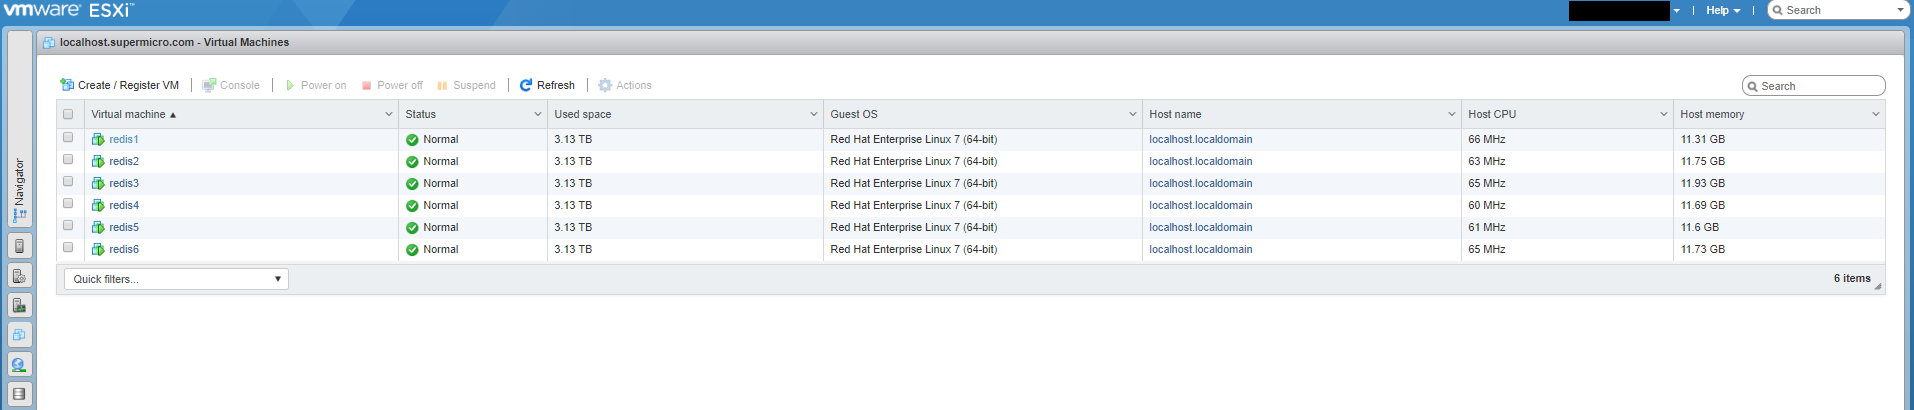 vmware ESXi™
Help
Search
localhost.supermicro.com - Virtual Machines
Navigator
Create / Register VM | Console | Power on Power off Suspend | Refresh | Actions
Search
Virtual machine ▲ Status Used space Guest OS Host name Host CPU Host memory
redis1 Normal 3.13 TB Red Hat Enterprise Linux 7 (64-bit) localhost.localdomain 66 MHz 11.31 GB
redis2 Normal 3.13 TB Red Hat Enterprise Linux 7 (64-bit) localhost.localdomain 63 MHz 11.75 GB
redis3 Normal 3.13 TB Red Hat Enterprise Linux 7 (64-bit) localhost.localdomain 65 MHz 11.93 GB
redis4 Normal 3.13 TB Red Hat Enterprise Linux 7 (64-bit) localhost.localdomain 60 MHz 11.69 GB
redis5 Normal 3.13 TB Red Hat Enterprise Linux 7 (64-bit) localhost.localdomain 61 MHz 11.6 GB
redis6 Normal 3.13 TB Red Hat Enterprise Linux 7 (64-bit) localhost.localdomain 65 MHz 11.73 GB
Quick filters...
6 items